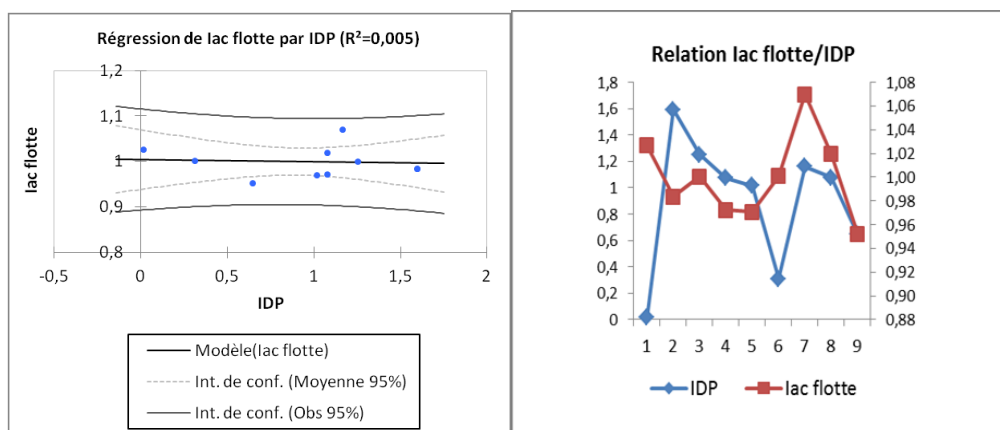 Régression de Iac flotte par IDP (R²=0,005)
1,2
1,1
1
0,9
0,8
Iac flotte
-0,5 0 0,5 1 1,5 2
IDP
Modèle(Iac flotte)
Int. de conf. (Moyenne 95%)
Int. de conf. (Obs 95%)
Relation Iac flotte/IDP
1,8
1,6
1,4
1,2
1
0,8
0,6
0,4
0,2
0
1,08
1,06
1,04
1,02
1,00
0,98
0,96
0,94
0,92
0,90
0,88
1 2 3 4 5 6 7 8 9
IDP Iac flotte